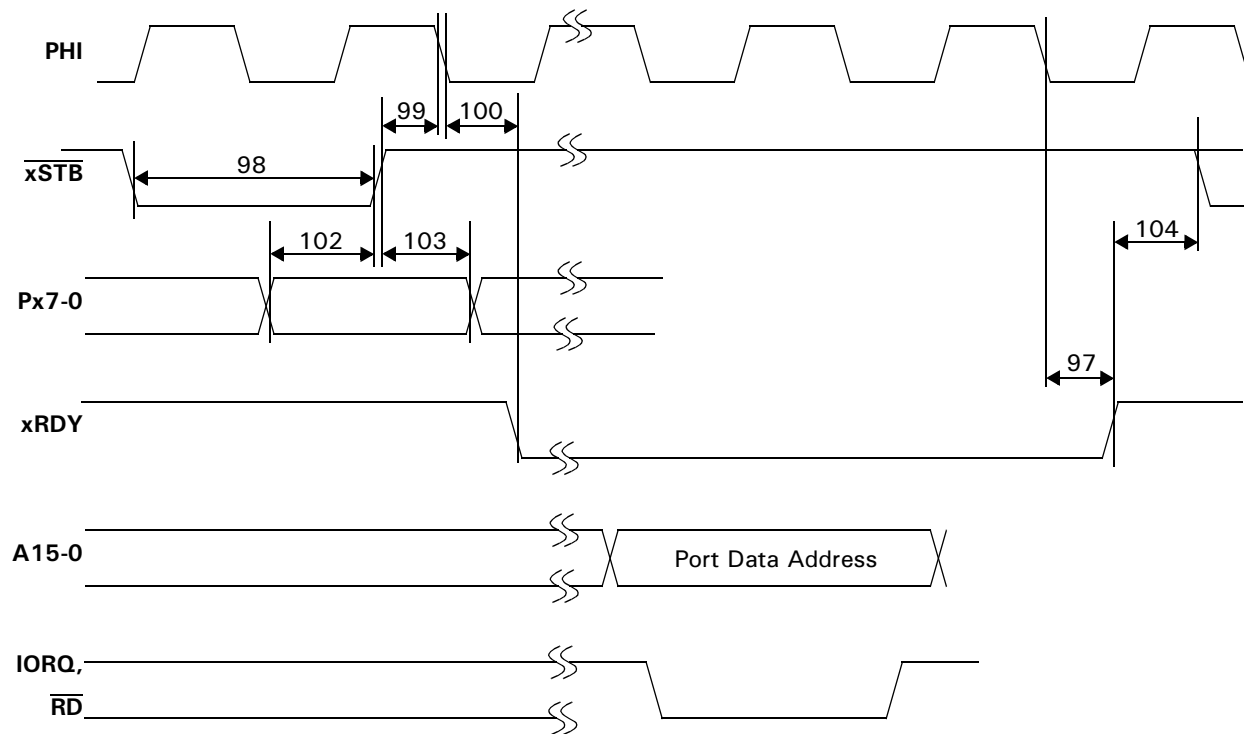 PHI
99
100
xSTB
98
102
103
104
Px7-0
97
xRDY
A15-0
Port Data Address
IORQ,
RD